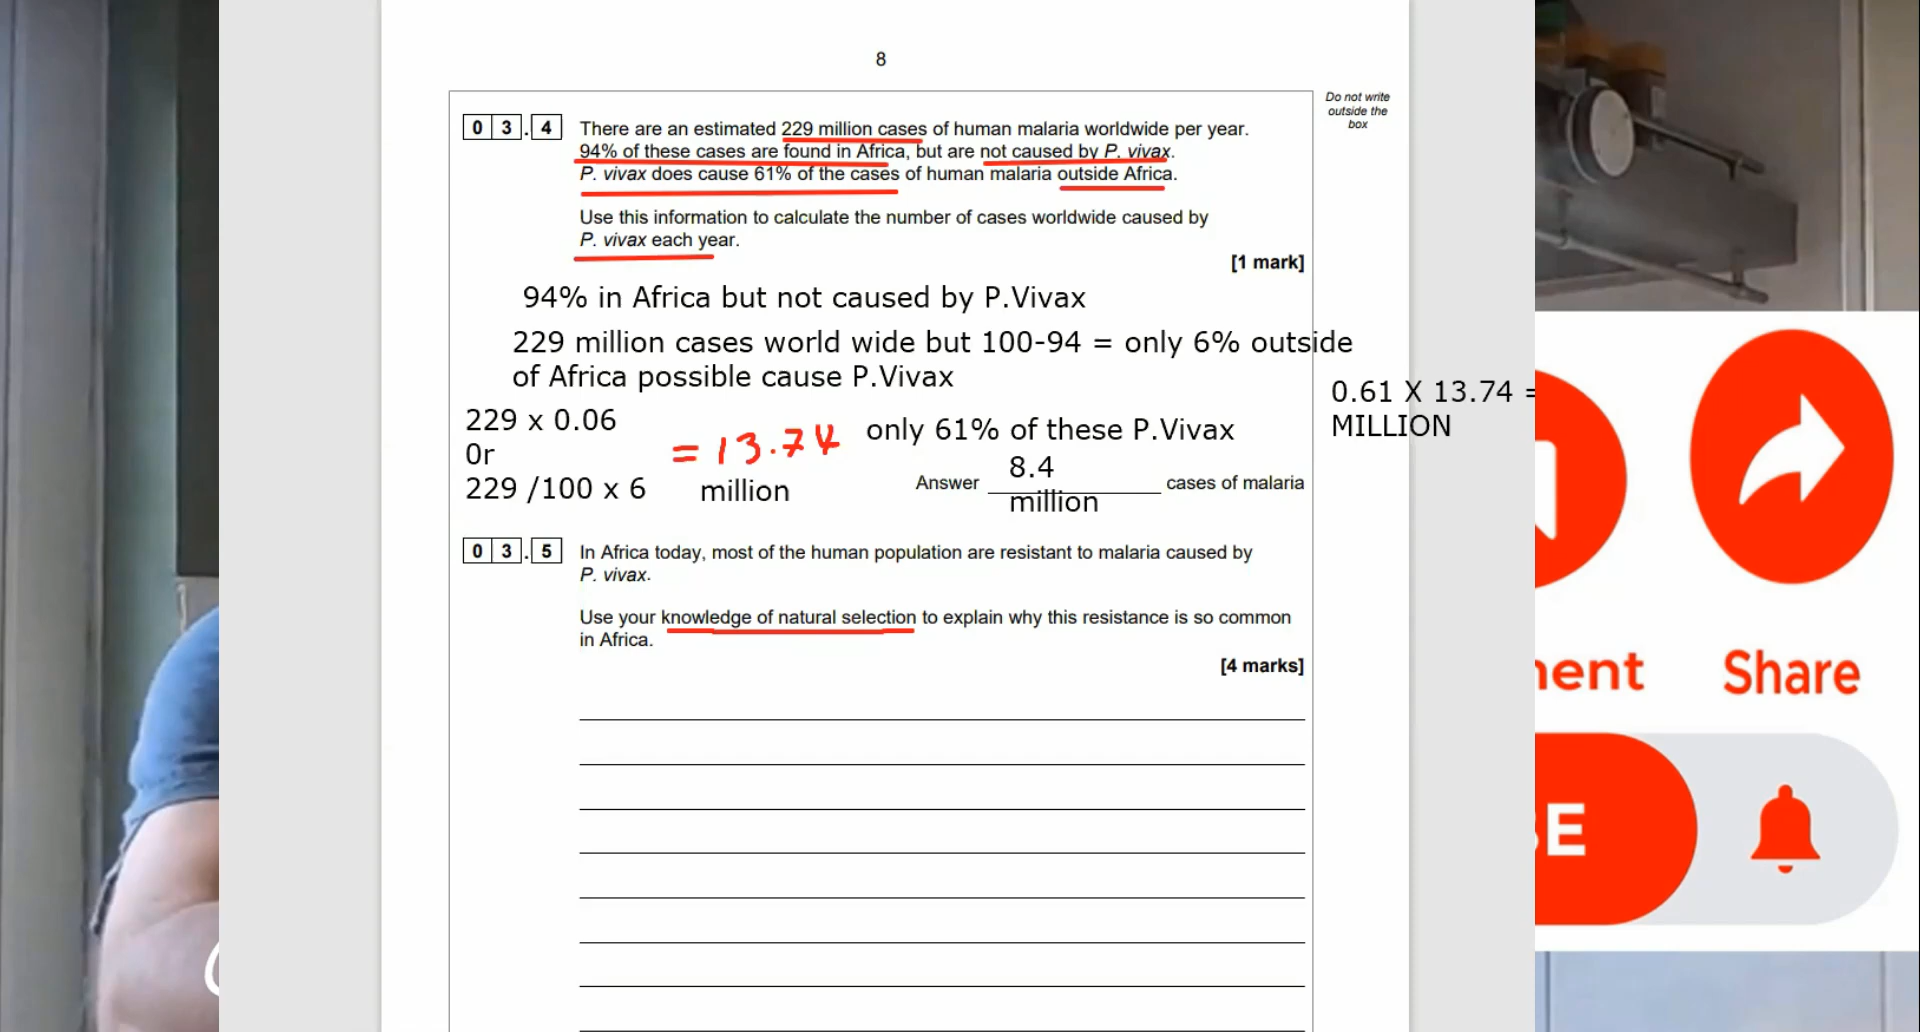 8
Do not write
outside the
box
0 3 . 4 There are an estimated 229 million cases of human malaria worldwide per year.
94% of these cases are found in Africa, but are not caused by P. vivax.
P. vivax does cause 61% of the cases of human malaria outside Africa.
Use this information to calculate the number of cases worldwide caused by
P. vivax each year.
[1 mark]
94% in Africa but not caused by P.Vivax
229 million cases world wide but 100-94 = only 6% outside
of Africa possible cause P.Vivax
0.61 X 13.74 =
MILLION
229 x 0.06
0r
229 /100 x 6
= 13.74
million
only 61% of these P.Vivax
8.4
million
Answer cases of malaria
0 3 . 5 In Africa today, most of the human population are resistant to malaria caused by
P. vivax.
Use your knowledge of natural selection to explain why this resistance is so common
in Africa.
[4 marks]
ent
Share
E